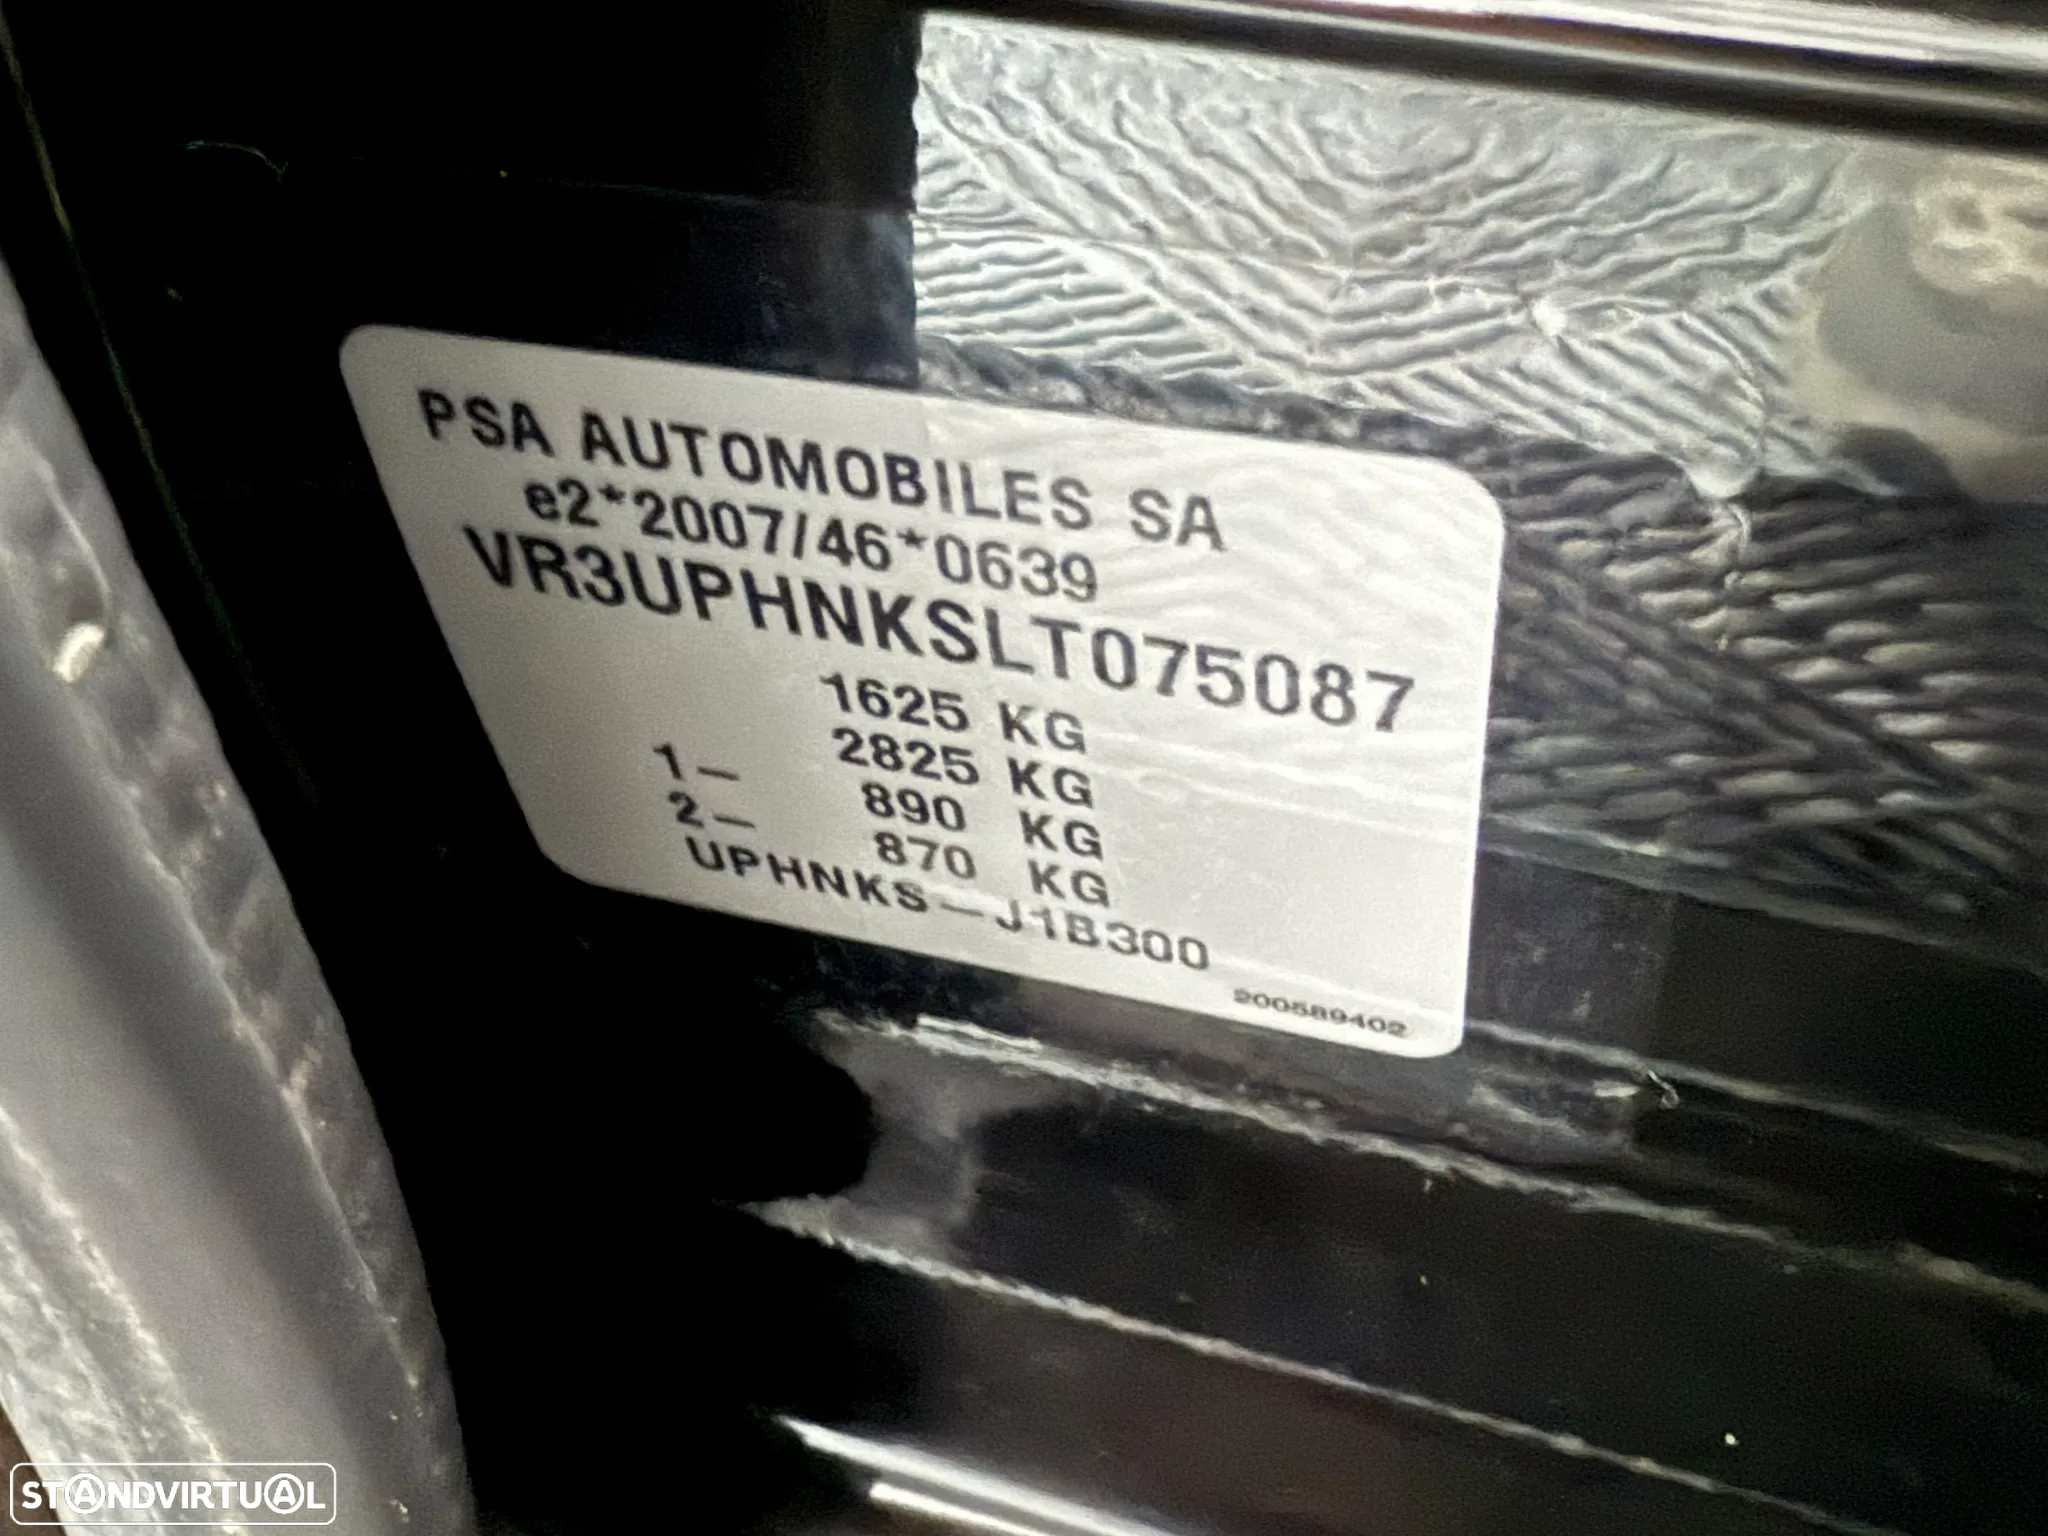 PSA AUTOMOBILES SA
e2*2007/46*0639
VR3UPHNKSLT075087
1625 KG
2825 KG
1- 890 KG
2- 870 KG
UPHNKS-J1B300
200589402
STANDVIRTUAL